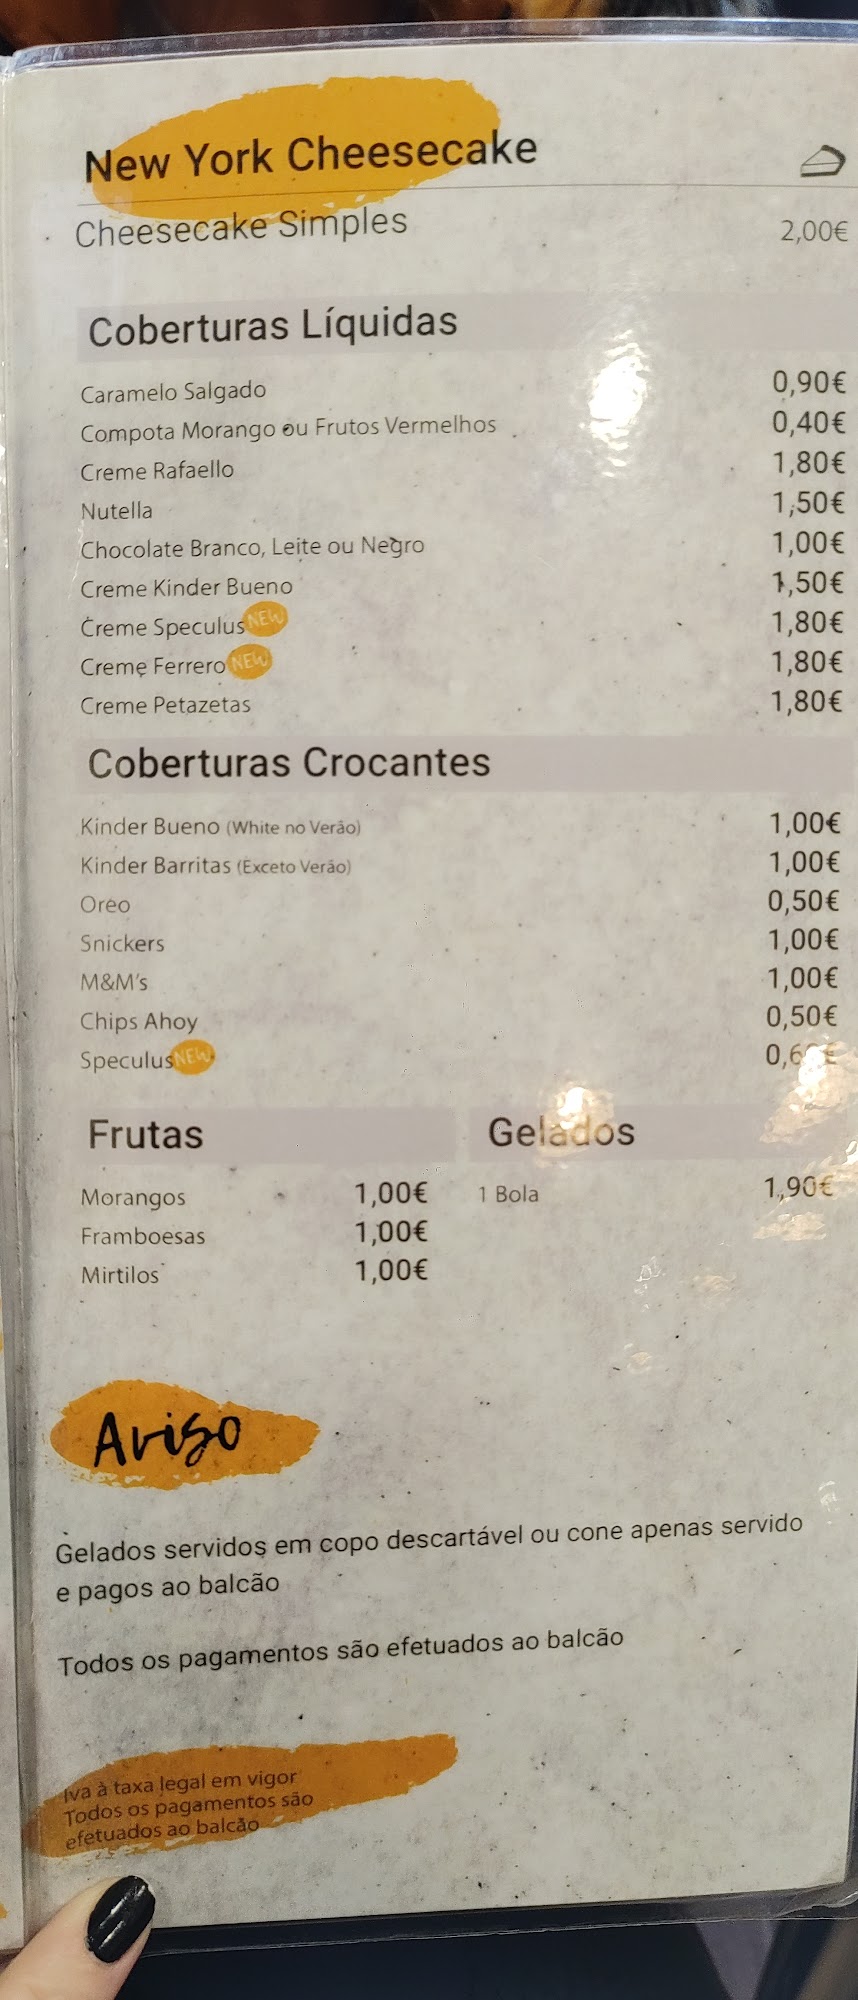 New York Cheesecake
Cheesecake Simples 2,00€
Coberturas Líquidas
Caramelo Salgado 0,90€
Compota Morango ou Frutos Vermelhos 0,40€
Creme Rafaello 1,80€
Nutella 1,50€
Chocolate Branco, Leite ou Negro 1,00€
Creme Kinder Bueno 1,50€
Creme Speculus NEW 1,80€
Creme Ferrero NEW 1,80€
Creme Petazetas 1,80€
Coberturas Crocantes
Kinder Bueno (White no Verão) 1,00€
Kinder Barritas (Exceto Verão) 1,00€
Oreo 0,50€
Snickers 1,00€
M&M's 1,00€
Chips Ahoy 0,50€
Speculus NEW
Frutas
Morangos 1,00€
Framboesas 1,00€
Mirtilos 1,00€
Gelados
1 Bola 1,90€
Aviso
Gelados servidos em copo descartável ou cone apenas servido
e pagos ao balcão
Todos os pagamentos são efetuados ao balcão
Iva à taxa legal em vigor
Todos os pagamentos são
efetuados ao balcão